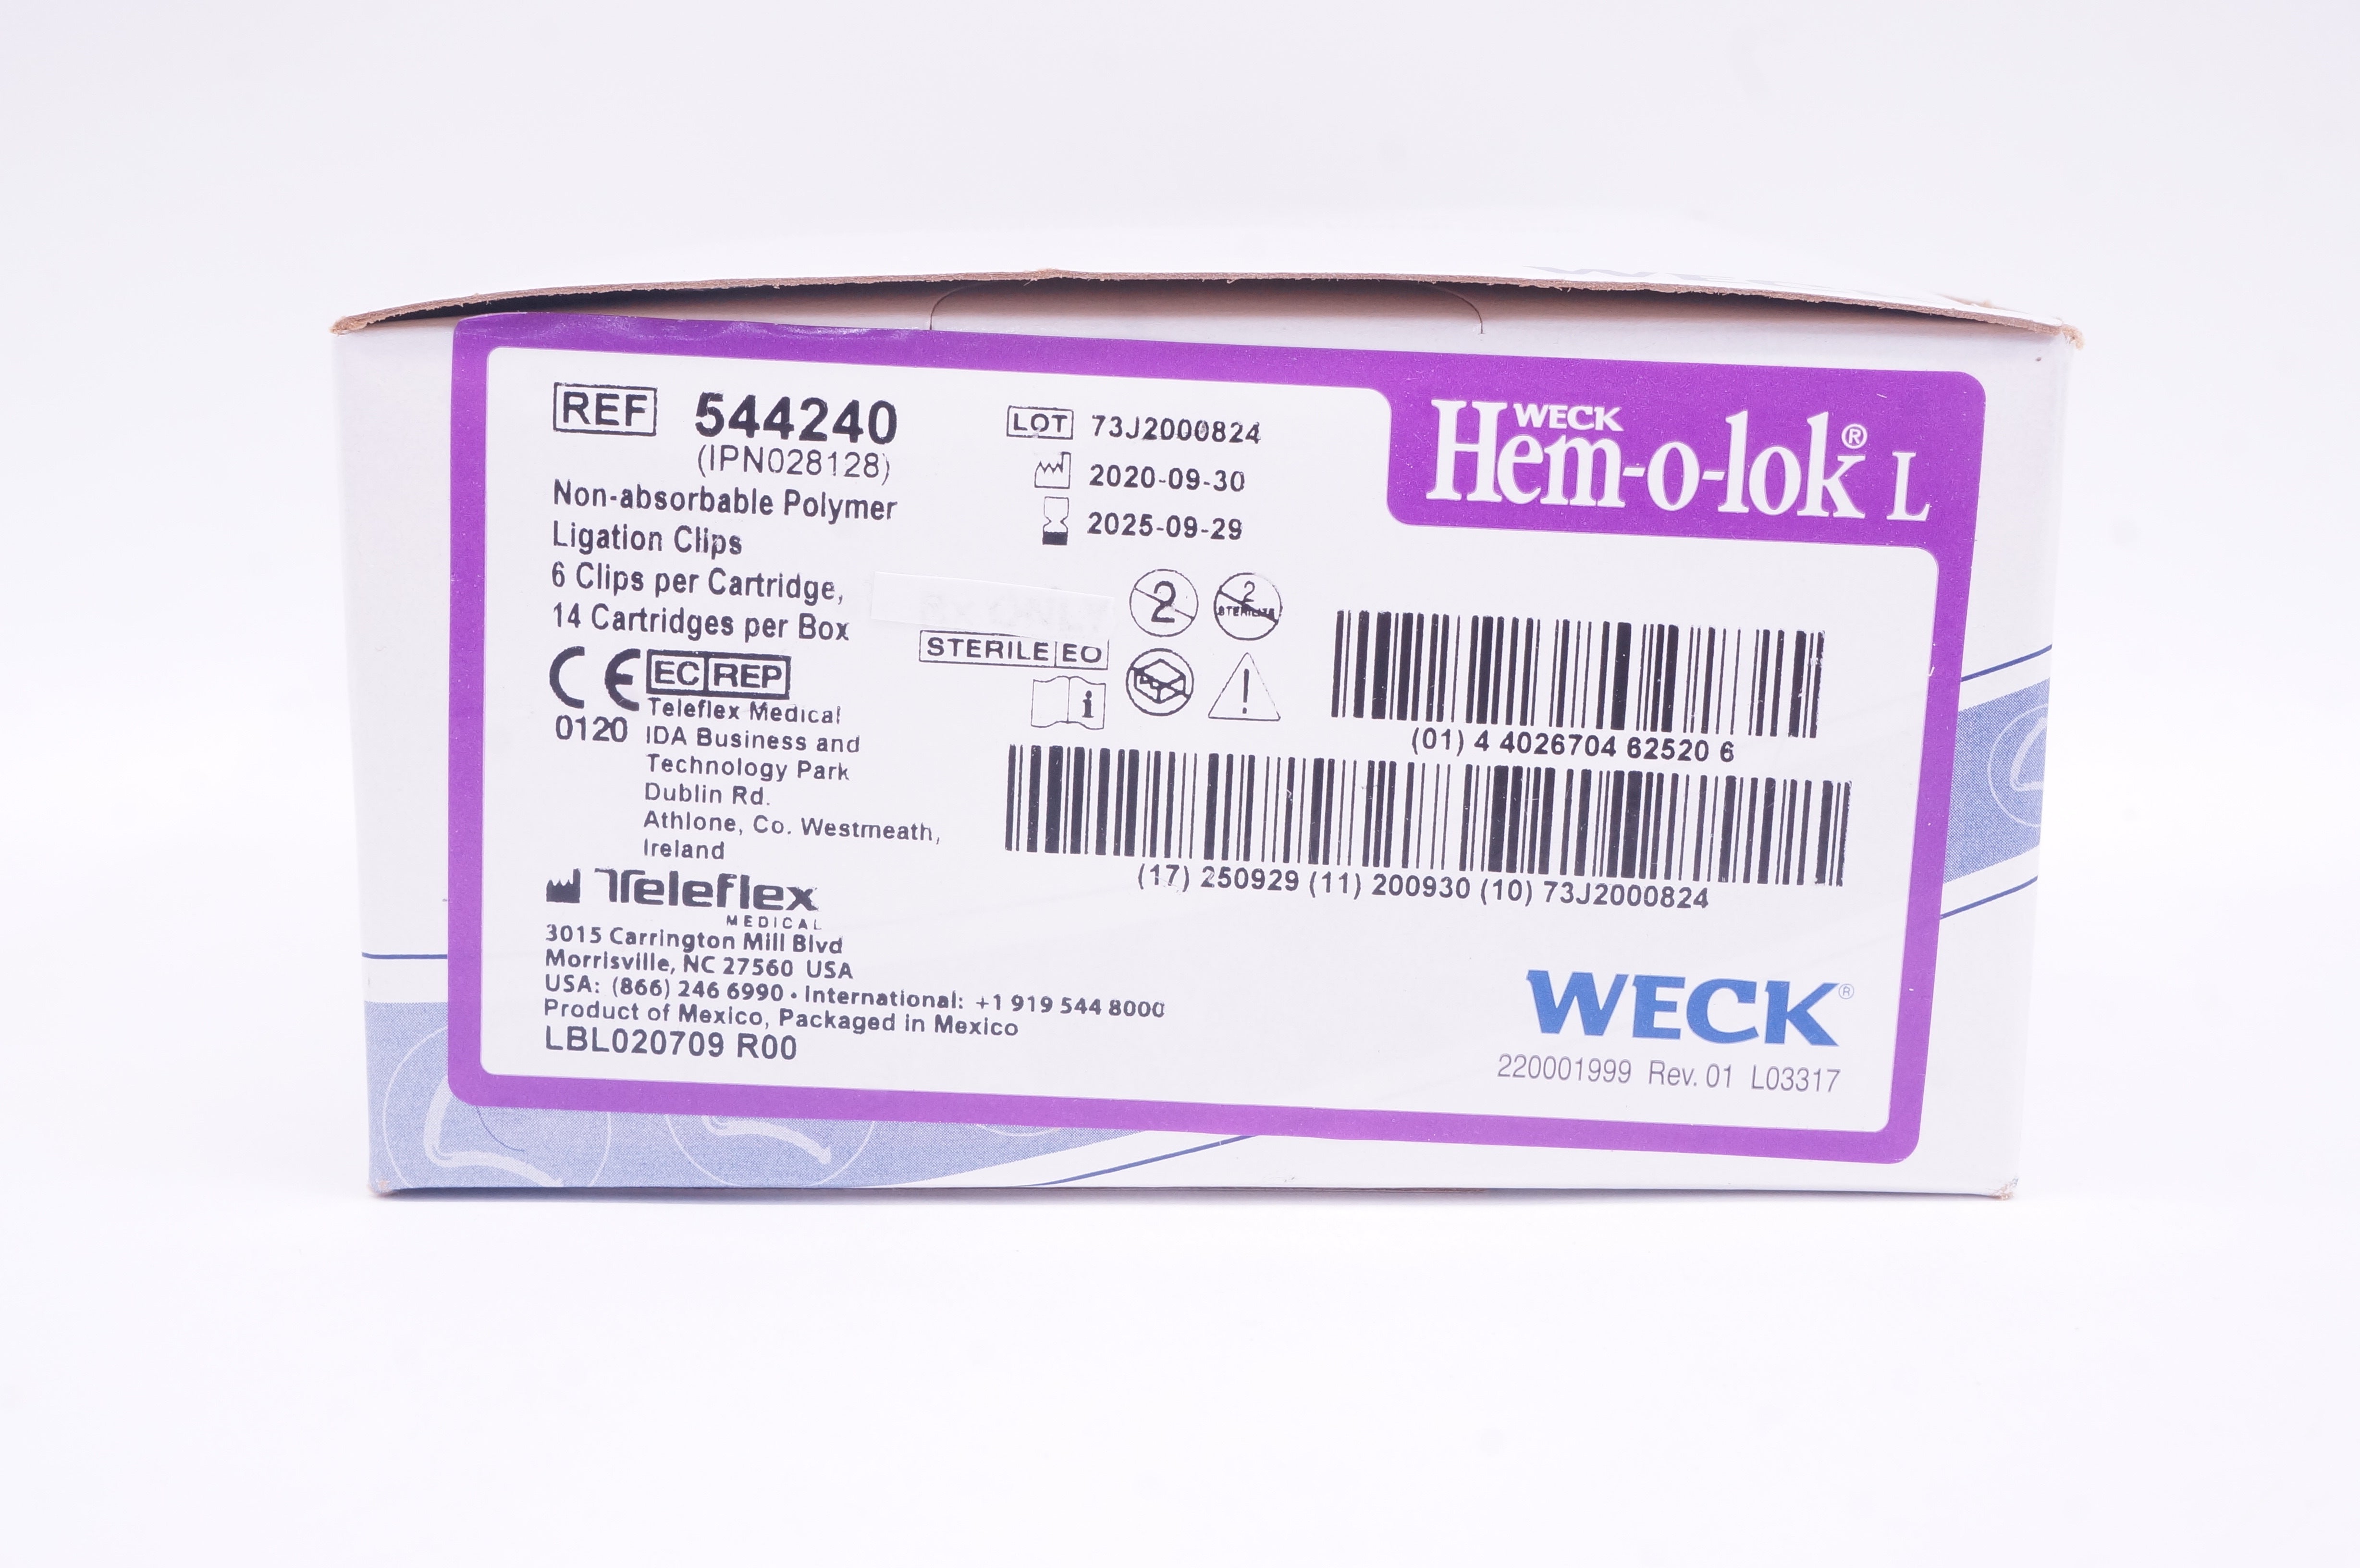 REF 544240
(IPN028128)
Non-absorbable Polymer
Ligation Clips
6 Clips per Cartridge,
14 Cartridges per Box
LOT 73J2000824
2020-09-30
2025-09-29
WECK
Hem-o-lok® L
2
2
STERILIZE
STERILE EO
i
!
CE
0120
EC REP
Teleflex Medical
IDA Business and
Technology Park
Dublin Rd.
Athlone, Co. Westmeath,
Ireland
(01) 4 4026704 62520 6
(17) 250929 (11) 200930 (10) 73J2000824
Teleflex
MEDICAL
3015 Carrington Mill Blvd
Morrisville, NC 27560 USA
USA: (866) 246 6990 • International: +1 919 544 8000
Product of Mexico, Packaged in Mexico
LBL020709 R00
WECK®
220001999 Rev. 01 L03317